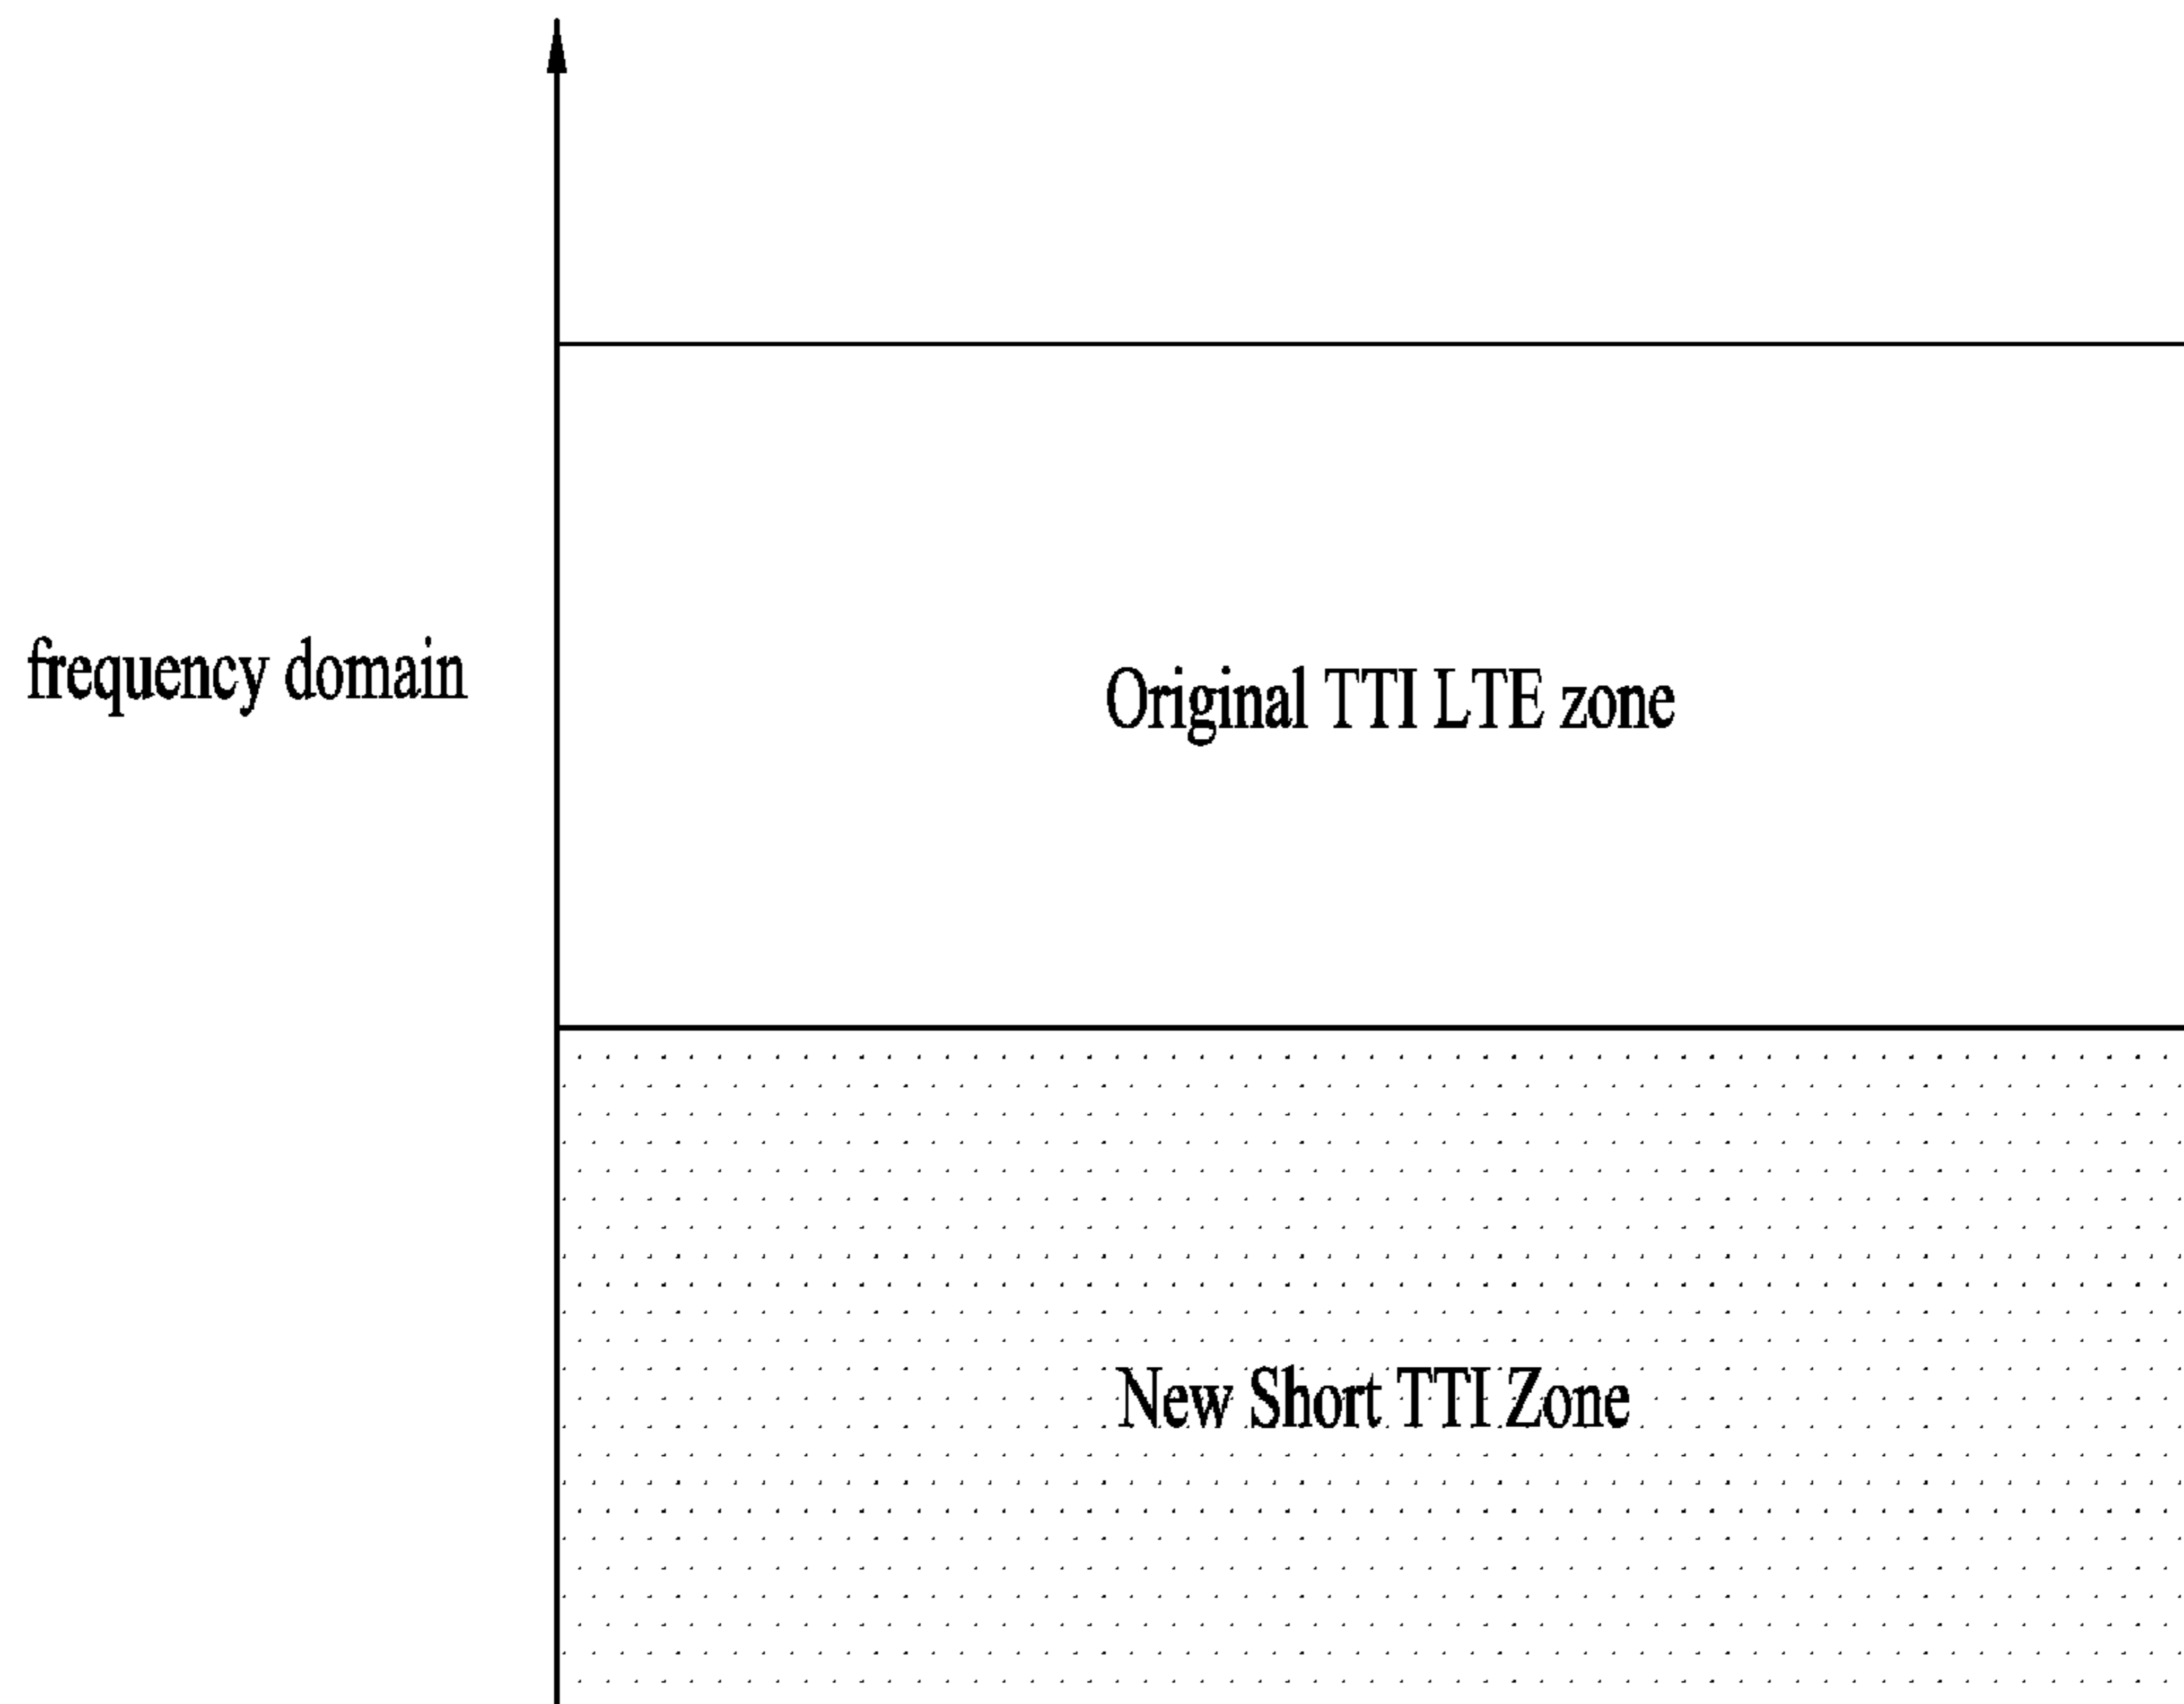 frequency domain
Original TTI LTE zone
New Short TTI Zone